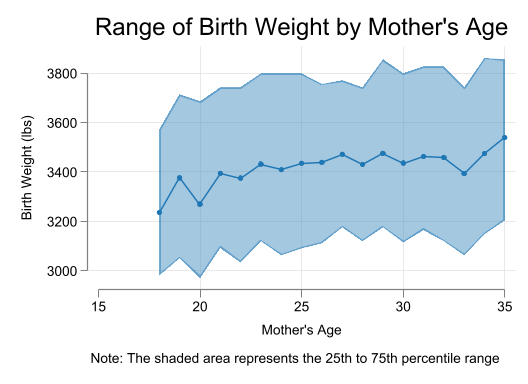 Range of Birth Weight by Mother's Age
Birth Weight (lbs)
3800
3600
3400
3200
3000
15
20
25
30
35
Mother's Age
Note: The shaded area represents the 25th to 75th percentile range